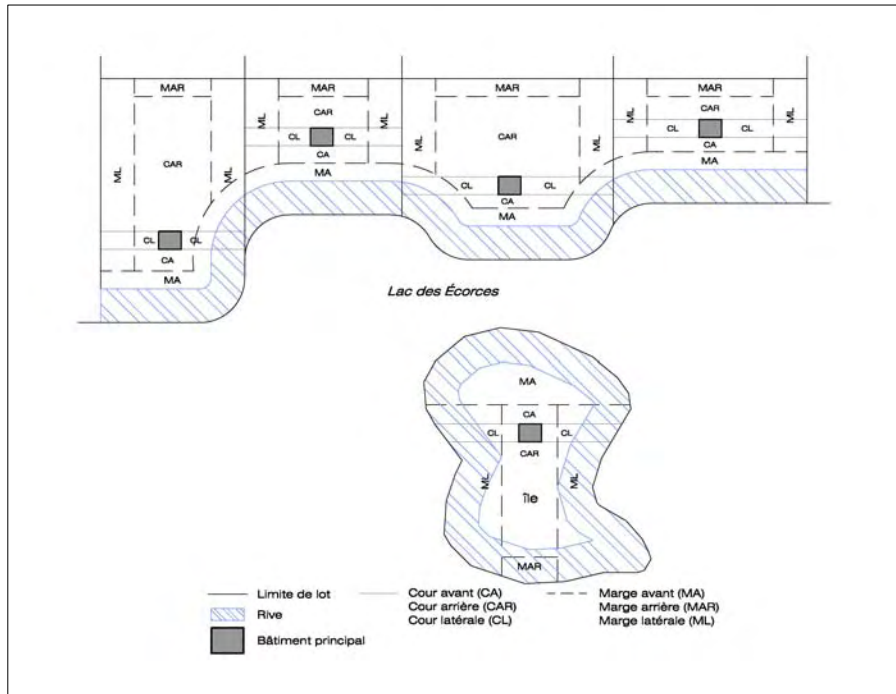 MAR MAR MAR MAR
CAR CAR
ML ML ML ML
CL CL CL CL
CAR CAR
ML ML CA CA
MA MA
CL CL
CA
MA
CL CL
CA
MA
Lac des Écorces
MA
CA
CL CL
CAR
ML ML
île
MAR
Limite de lot
Rive
Bâtiment principal
Cour avant (CA)
Cour arrière (CAR)
Cour latérale (CL)
Marge avant (MA)
Marge arrière (MAR)
Marge latérale (ML)